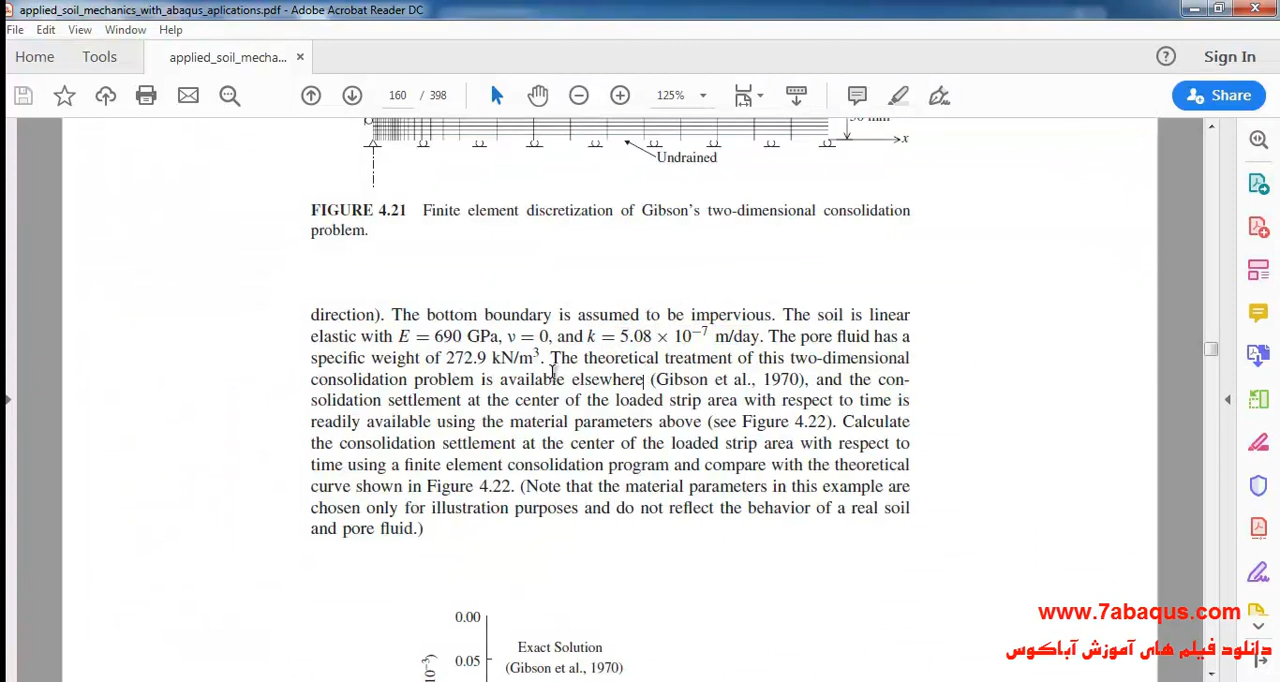 applied_soil_mechanics_with_abaqus_aplications.pdf - Adobe Acrobat Reader DC
File Edit View Window Help
Home Tools applied_soil_mecha... × Sign In
160 / 398 125% Share
x
Undrained
FIGURE 4.21 Finite element discretization of Gibson's two-dimensional consolidation
problem.
direction). The bottom boundary is assumed to be impervious. The soil is linear
elastic with E = 690 GPa, ν = 0, and k = 5.08 × 10⁻⁷ m/day. The pore fluid has a
specific weight of 272.9 kN/m³. The theoretical treatment of this two-dimensional
consolidation problem is available elsewhere (Gibson et al., 1970), and the con-
solidation settlement at the center of the loaded strip area with respect to time is
readily available using the material parameters above (see Figure 4.22). Calculate
the consolidation settlement at the center of the loaded strip area with respect to
time using a finite element consolidation program and compare with the theoretical
curve shown in Figure 4.22. (Note that the material parameters in this example are
chosen only for illustration purposes and do not reflect the behavior of a real soil
and pore fluid.)
0.00
Exact Solution
0.05
(Gibson et al., 1970)
www.7abaqus.com
دانلود فیلم های آموزش آباکوس